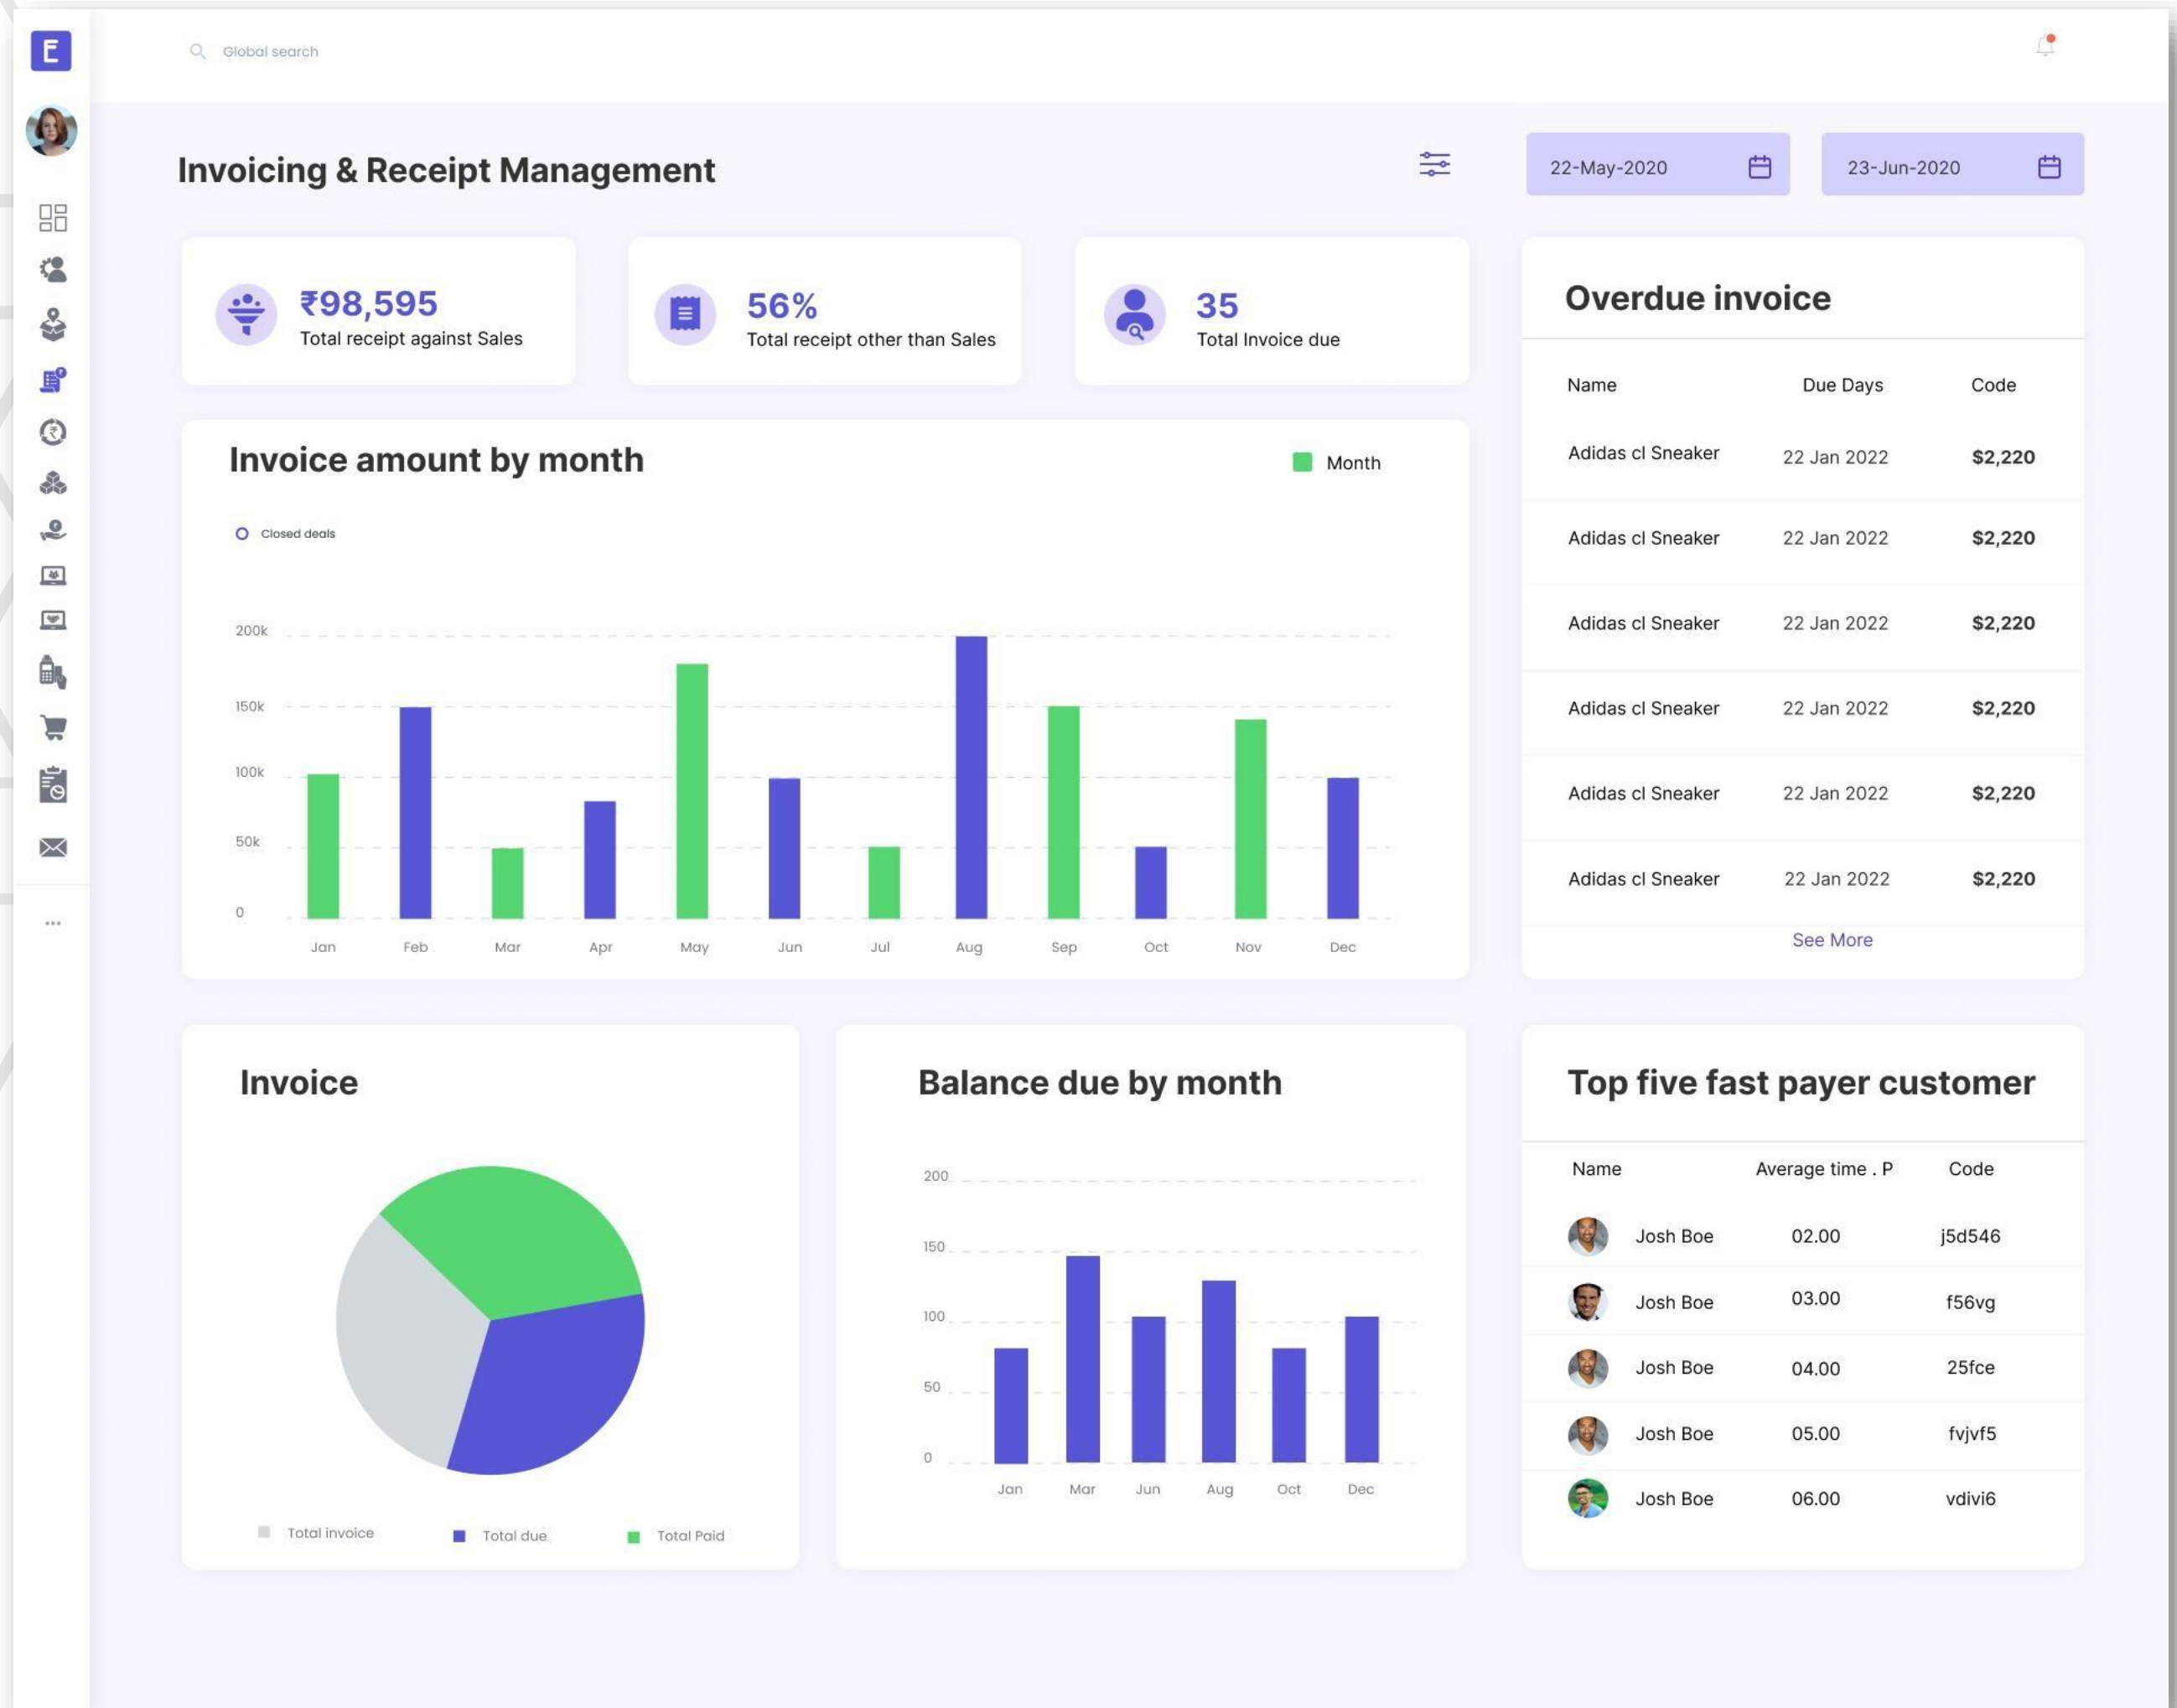 E
Global search
Invoicing & Receipt Management
22-May-2020
23-Jun-2020
₹98,595
Total receipt against Sales
56%
Total receipt other than Sales
35
Total Invoice due
Invoice amount by month
Month
Closed deals
200k
150k
100k
50k
0
Jan Feb Mar Apr May Jun Jul Aug Sep Oct Nov Dec
Overdue invoice
Name Due Days Code
Adidas cl Sneaker 22 Jan 2022 $2,220
Adidas cl Sneaker 22 Jan 2022 $2,220
Adidas cl Sneaker 22 Jan 2022 $2,220
Adidas cl Sneaker 22 Jan 2022 $2,220
Adidas cl Sneaker 22 Jan 2022 $2,220
Adidas cl Sneaker 22 Jan 2022 $2,220
See More
Invoice
Total invoice Total due Total Paid
Balance due by month
200
150
100
50
0
Jan Mar Jun Aug Oct Dec
Top five fast payer customer
Name Average time . P Code
Josh Boe 02.00 j5d546
Josh Boe 03.00 f56vg
Josh Boe 04.00 25fce
Josh Boe 05.00 fvjvf5
Josh Boe 06.00 vdivi6